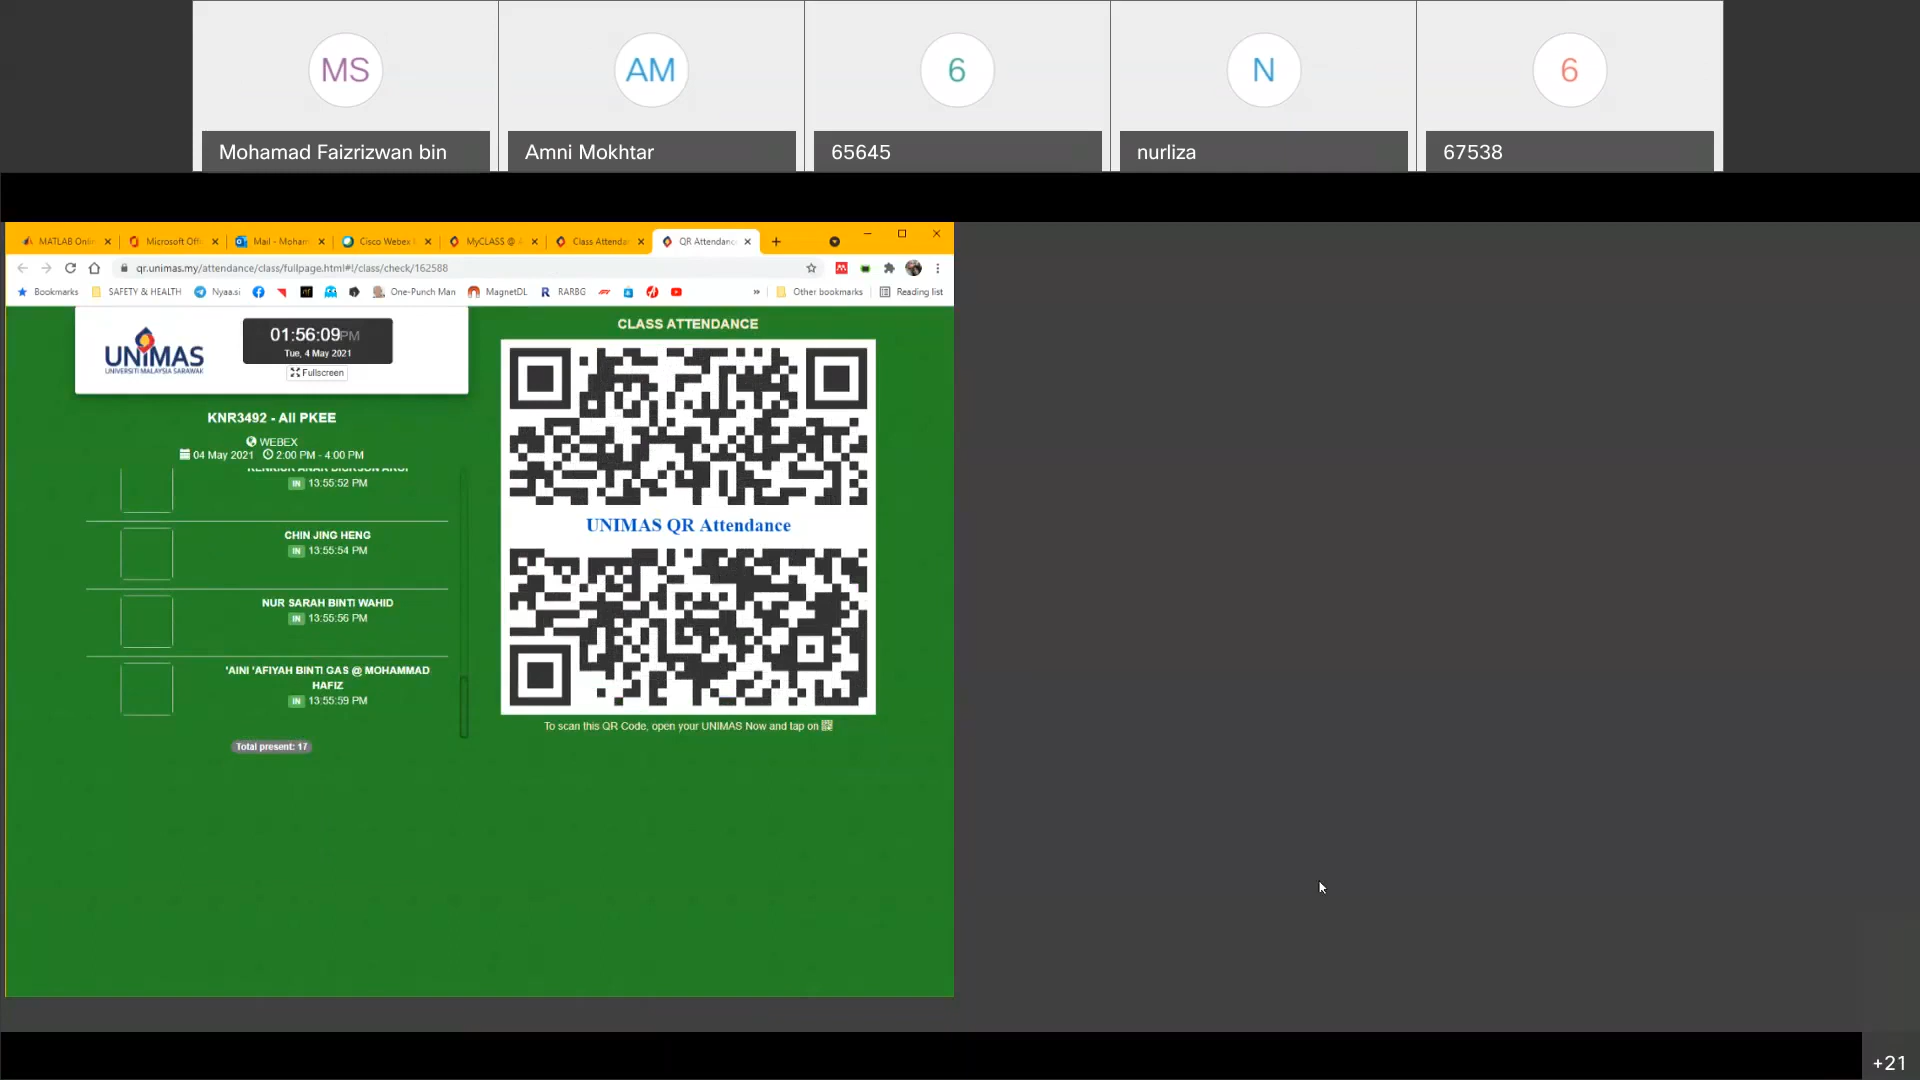 MS
AM
6
N
6
Mohamad Faizrizwan bin
Amni Mokhtar
65645
nurliza
67538
MATLAB Onlin
Microsoft Offi
Mail - Moham
Cisco Webex
MyCLASS @
Class Attenda
QR Attendanc
qr.unimas.my/attendance/class/fullpage.html#!/class/check/162588
Bookmarks
SAFETY & HEALTH
Nyaa.si
One-Punch Man
MagnetDL
RARBG
Other bookmarks
Reading list
UNIMAS
UNIVERSITI MALAYSIA SARAWAK
01:56:09PM
Tue, 4 May 2021
Fullscreen
KNR3492 - All PKEE
WEBEX
04 May 2021 2:00 PM - 4:00 PM
IN 13:55:52 PM
CHIN JING HENG
IN 13:55:54 PM
NUR SARAH BINTI WAHID
IN 13:55:56 PM
'AINI 'AFIYAH BINTI GAS @ MOHAMMAD
HAFIZ
IN 13:55:59 PM
Total present: 17
CLASS ATTENDANCE
UNIMAS QR Attendance
To scan this QR Code, open your UNIMAS Now and tap on
+21